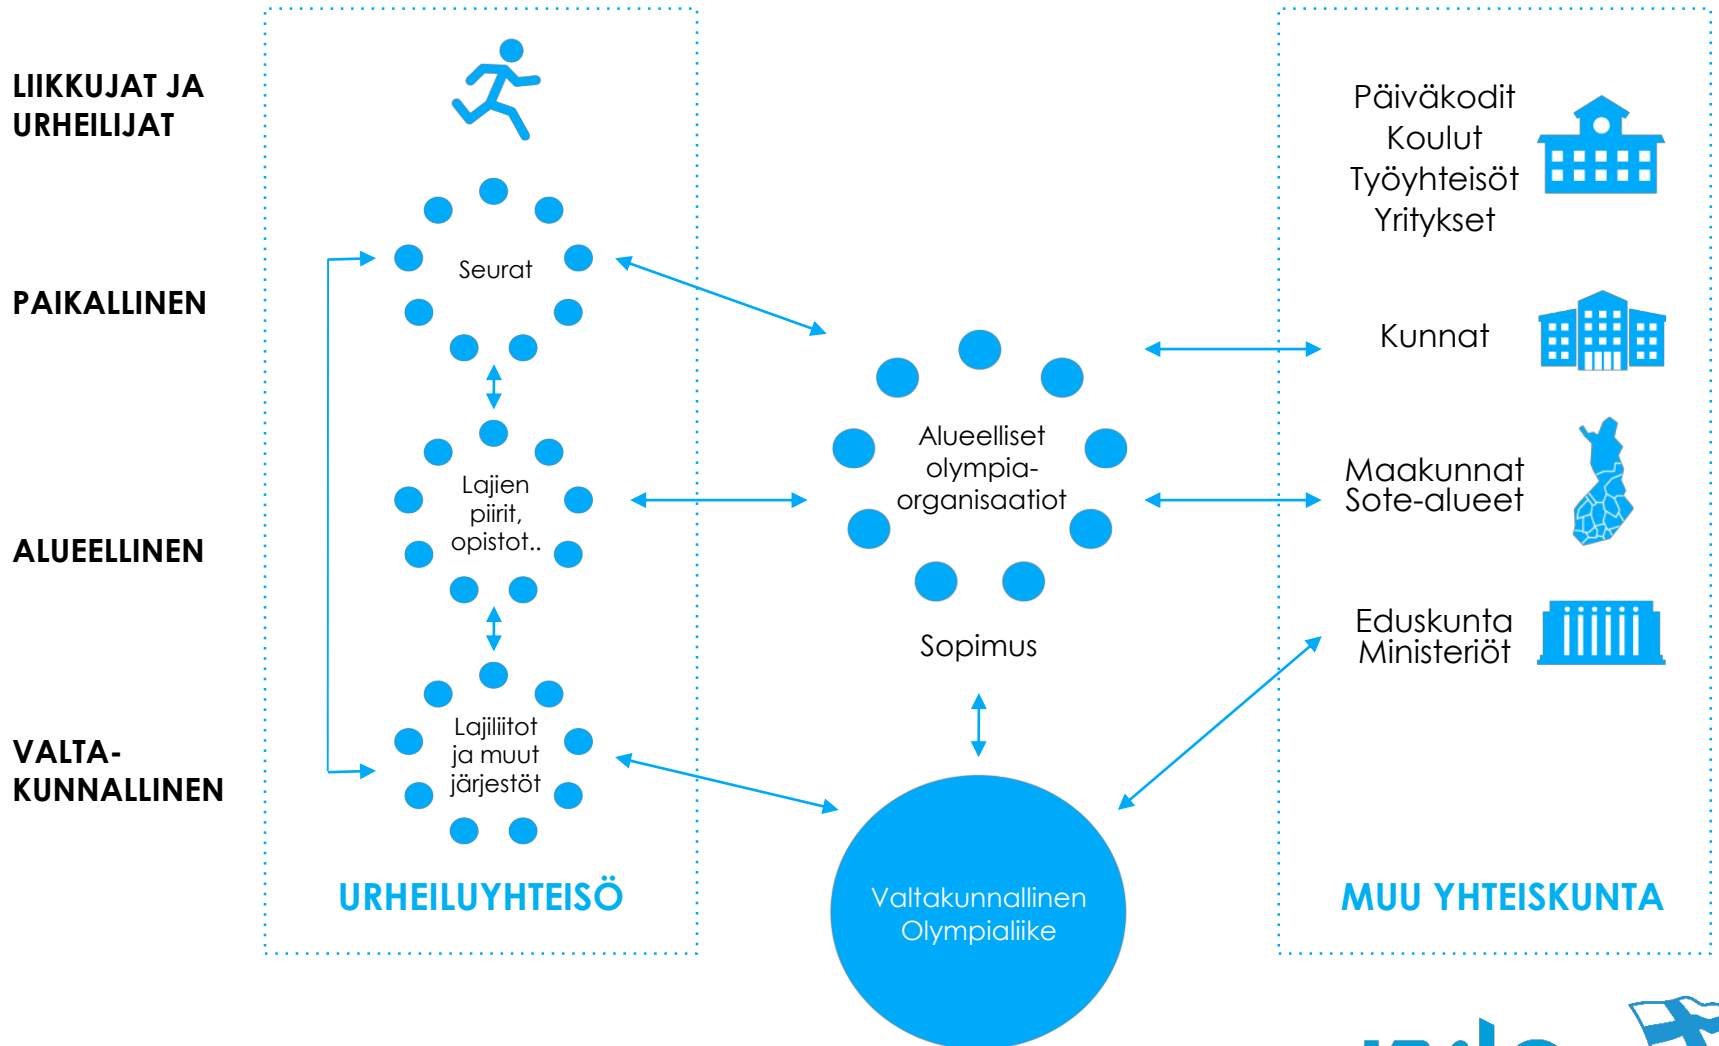 LIIKKUJAT JA
URHEILIJAT
PAIKALLINEN
ALUEELLINEN
VALTA-
KUNNALLINEN
Seurat
Lajien
piirit,
opistot..
Lajiliitot
ja muut
järjestöt
URHEILUYHTEISÖ
Alueelliset
olympia-
organisaatiot
Sopimus
Valtakunnallinen
Olympialiike
Päiväkodit
Koulut
Työyhteisöt
Yritykset
Kunnat
Maakunnat
Sote-alueet
Eduskunta
Ministeriöt
MUU YHTEISKUNTA